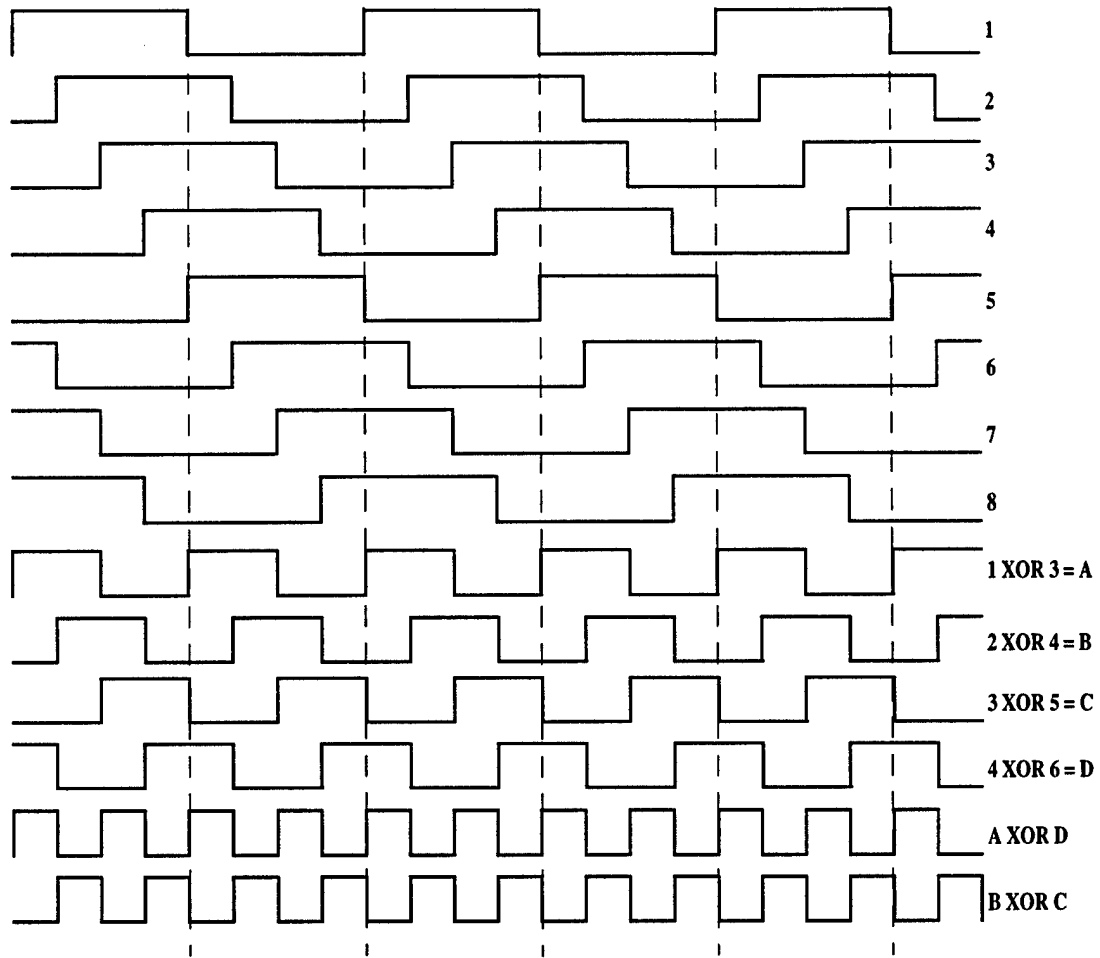 1
2
3
4
5
6
7
8
1 XOR 3 = A
2 XOR 4 = B
3 XOR 5 = C
4 XOR 6 = D
A XOR D
B XOR C